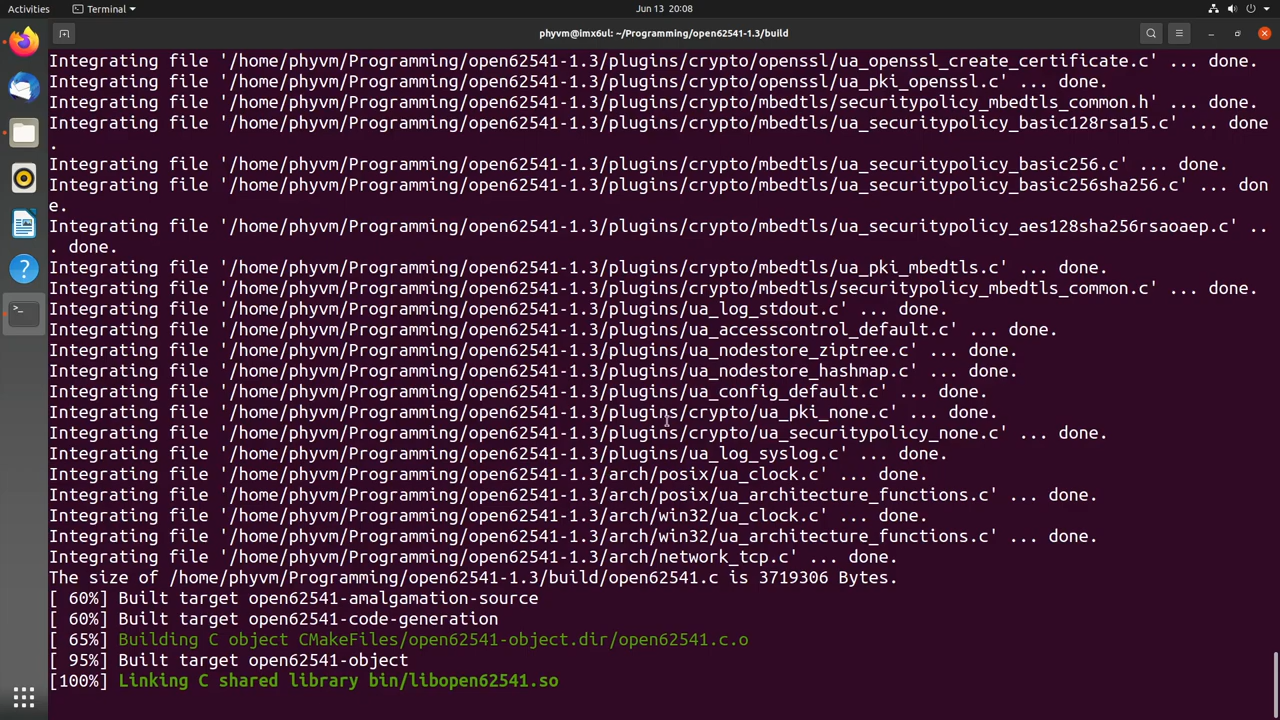 Activities
Terminal
Jun 13 20:08
phyvm@imx6ul: ~/Programming/open62541-1.3/build
Integrating file '/home/phyvm/Programming/open62541-1.3/plugins/crypto/openssl/ua_openssl_create_certificate.c' ... done.
Integrating file '/home/phyvm/Programming/open62541-1.3/plugins/crypto/openssl/ua_pki_openssl.c' ... done.
Integrating file '/home/phyvm/Programming/open62541-1.3/plugins/crypto/mbedtls/securitypolicy_mbedtls_common.h' ... done.
Integrating file '/home/phyvm/Programming/open62541-1.3/plugins/crypto/mbedtls/ua_securitypolicy_basic128rsa15.c' ... done
.
Integrating file '/home/phyvm/Programming/open62541-1.3/plugins/crypto/mbedtls/ua_securitypolicy_basic256.c' ... done.
Integrating file '/home/phyvm/Programming/open62541-1.3/plugins/crypto/mbedtls/ua_securitypolicy_basic256sha256.c' ... don
e.
Integrating file '/home/phyvm/Programming/open62541-1.3/plugins/crypto/mbedtls/ua_securitypolicy_aes128sha256rsaoaep.c' ..
. done.
Integrating file '/home/phyvm/Programming/open62541-1.3/plugins/crypto/mbedtls/ua_pki_mbedtls.c' ... done.
Integrating file '/home/phyvm/Programming/open62541-1.3/plugins/crypto/mbedtls/securitypolicy_mbedtls_common.c' ... done.
Integrating file '/home/phyvm/Programming/open62541-1.3/plugins/ua_log_stdout.c' ... done.
Integrating file '/home/phyvm/Programming/open62541-1.3/plugins/ua_accesscontrol_default.c' ... done.
Integrating file '/home/phyvm/Programming/open62541-1.3/plugins/ua_nodestore_ziptree.c' ... done.
Integrating file '/home/phyvm/Programming/open62541-1.3/plugins/ua_nodestore_hashmap.c' ... done.
Integrating file '/home/phyvm/Programming/open62541-1.3/plugins/ua_config_default.c' ... done.
Integrating file '/home/phyvm/Programming/open62541-1.3/plugins/crypto/ua_pki_none.c' ... done.
Integrating file '/home/phyvm/Programming/open62541-1.3/plugins/crypto/ua_securitypolicy_none.c' ... done.
Integrating file '/home/phyvm/Programming/open62541-1.3/plugins/ua_log_syslog.c' ... done.
Integrating file '/home/phyvm/Programming/open62541-1.3/arch/posix/ua_clock.c' ... done.
Integrating file '/home/phyvm/Programming/open62541-1.3/arch/posix/ua_architecture_functions.c' ... done.
Integrating file '/home/phyvm/Programming/open62541-1.3/arch/win32/ua_clock.c' ... done.
Integrating file '/home/phyvm/Programming/open62541-1.3/arch/win32/ua_architecture_functions.c' ... done.
Integrating file '/home/phyvm/Programming/open62541-1.3/arch/network_tcp.c' ... done.
The size of /home/phyvm/Programming/open62541-1.3/build/open62541.c is 3719306 Bytes.
[ 60%] Built target open62541-amalgamation-source
[ 60%] Built target open62541-code-generation
[ 65%] Building C object CMakeFiles/open62541-object.dir/open62541.c.o
[ 95%] Built target open62541-object
[100%] Linking C shared library bin/libopen62541.so